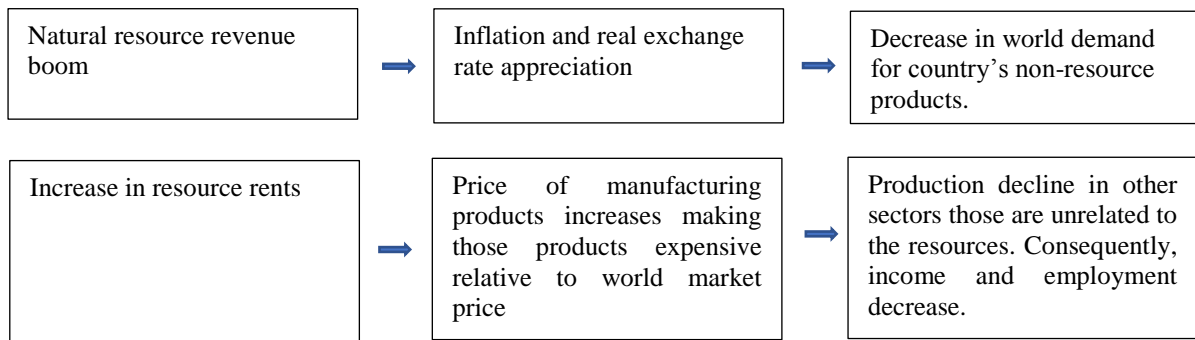 Natural resource revenue
boom
Inflation and real exchange
rate appreciation
Decrease in world demand
for country’s non-resource
products.
Increase in resource rents
Price of manufacturing
products increases making
those products expensive
relative to world market
price
Production decline in other
sectors those are unrelated to
the resources. Consequently,
income and employment
decrease.